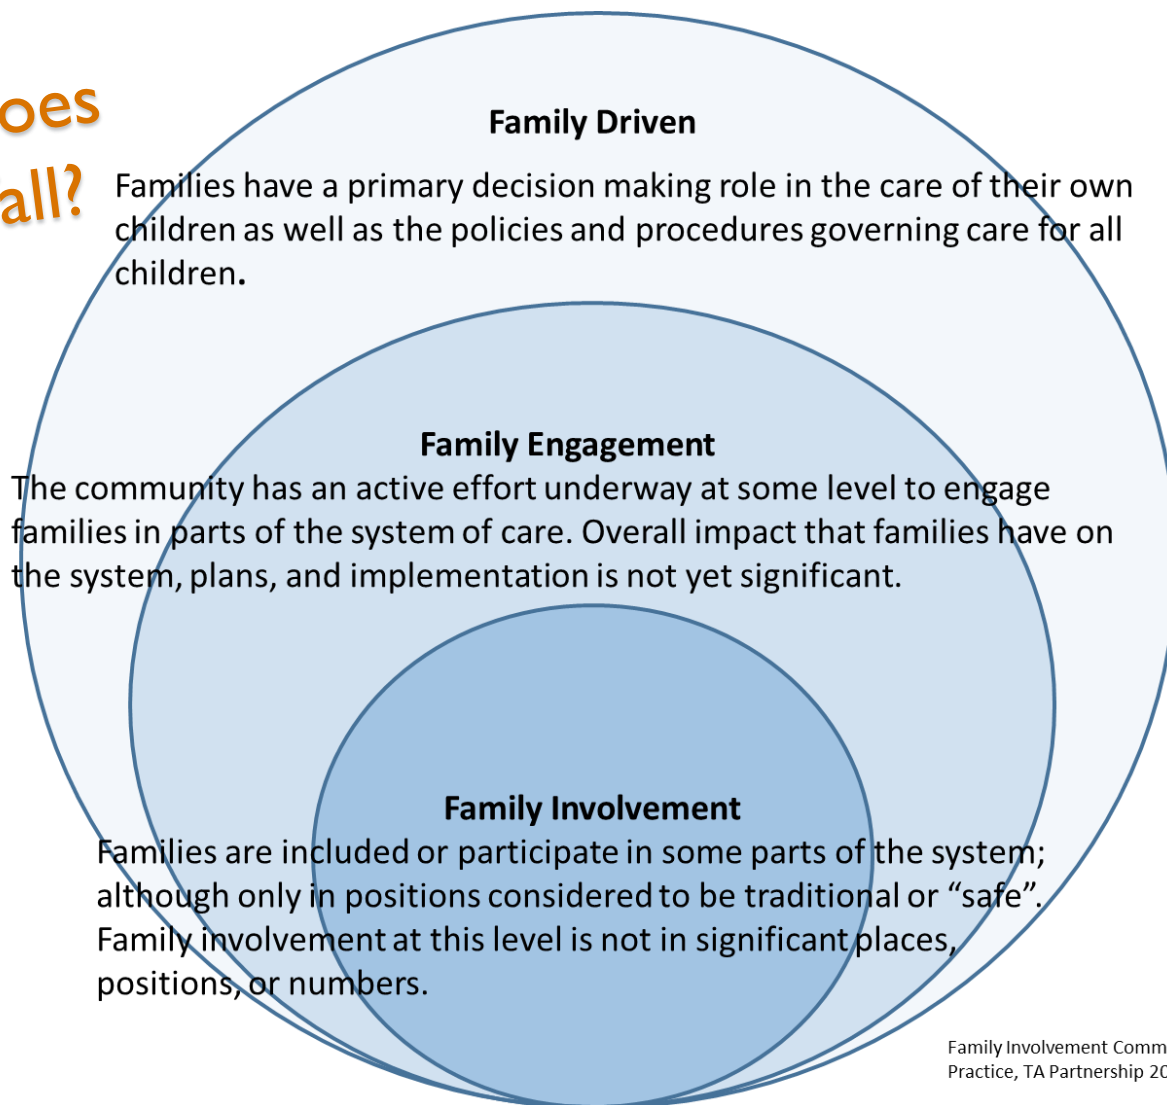 Family Driven
all?
Families have a primary decision making role in the care of their own
children as well as the policies and procedures governing care for all
children.
Family Engagement
The community has an active effort underway at some level to engage
families in parts of the system of care. Overall impact that families have on
the system, plans, and implementation is not yet significant.
Family Involvement
Families are included or participate in some parts of the system;
although only in positions considered to be traditional or “safe”.
Family involvement at this level is not in significant places,
positions, or numbers.
Family Involvement
Practice, TA Partnership